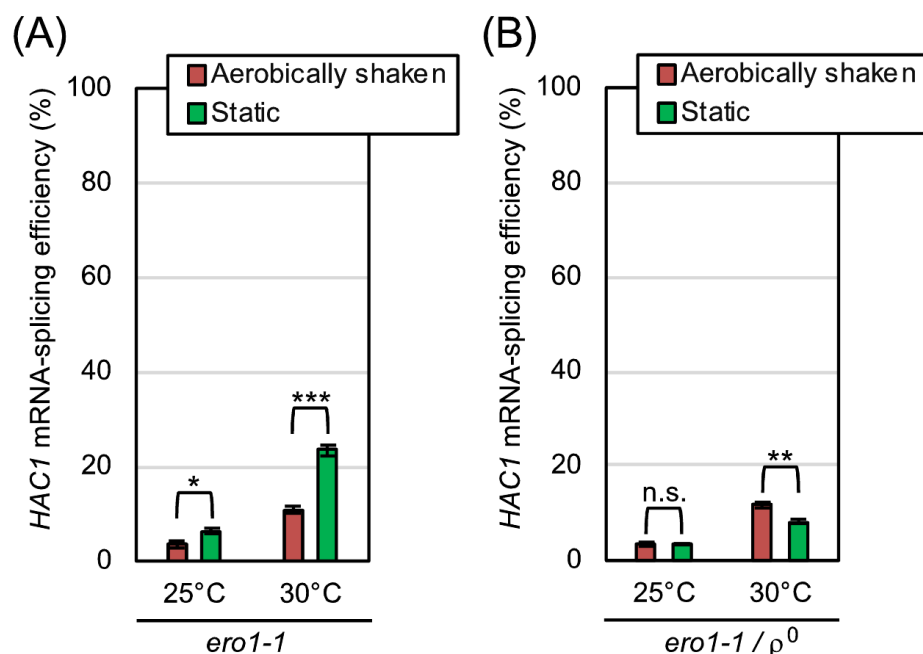 (A)
Aerobically shaken
Static
HAC1 mRNA-splicing efficiency (%)
100
80
60
40
20
0
*
***
25°C
30°C
ero1-1
(B)
Aerobically shaken
Static
HAC1 mRNA-splicing efficiency (%)
100
80
60
40
20
0
n.s.
**
25°C
30°C
ero1-1 / ρ⁰